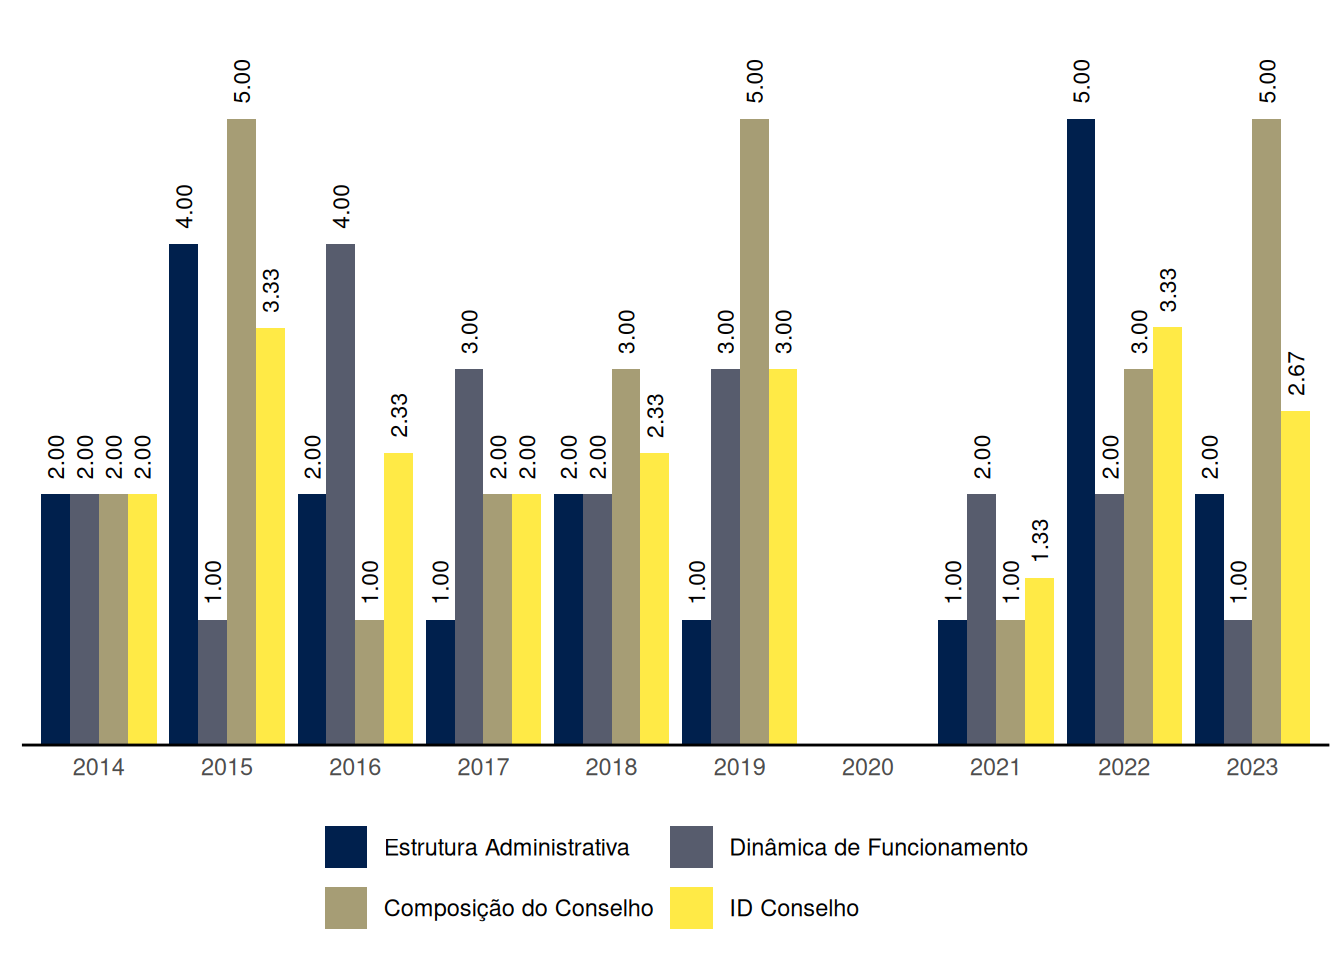 2.00 2.00 2.00 2.00 4.00 1.00 5.00 3.33 2.00 4.00 1.00 2.33 1.00 3.00 2.00 2.00 2.00 2.00 3.00 2.33 1.00 3.00 5.00 3.00 1.00 2.00 1.00 1.33 5.00 2.00 3.00 3.33 2.00 1.00 5.00 2.67
2014 2015 2016 2017 2018 2019 2020 2021 2022 2023
Estrutura Administrativa Dinâmica de Funcionamento
Composição do Conselho ID Conselho